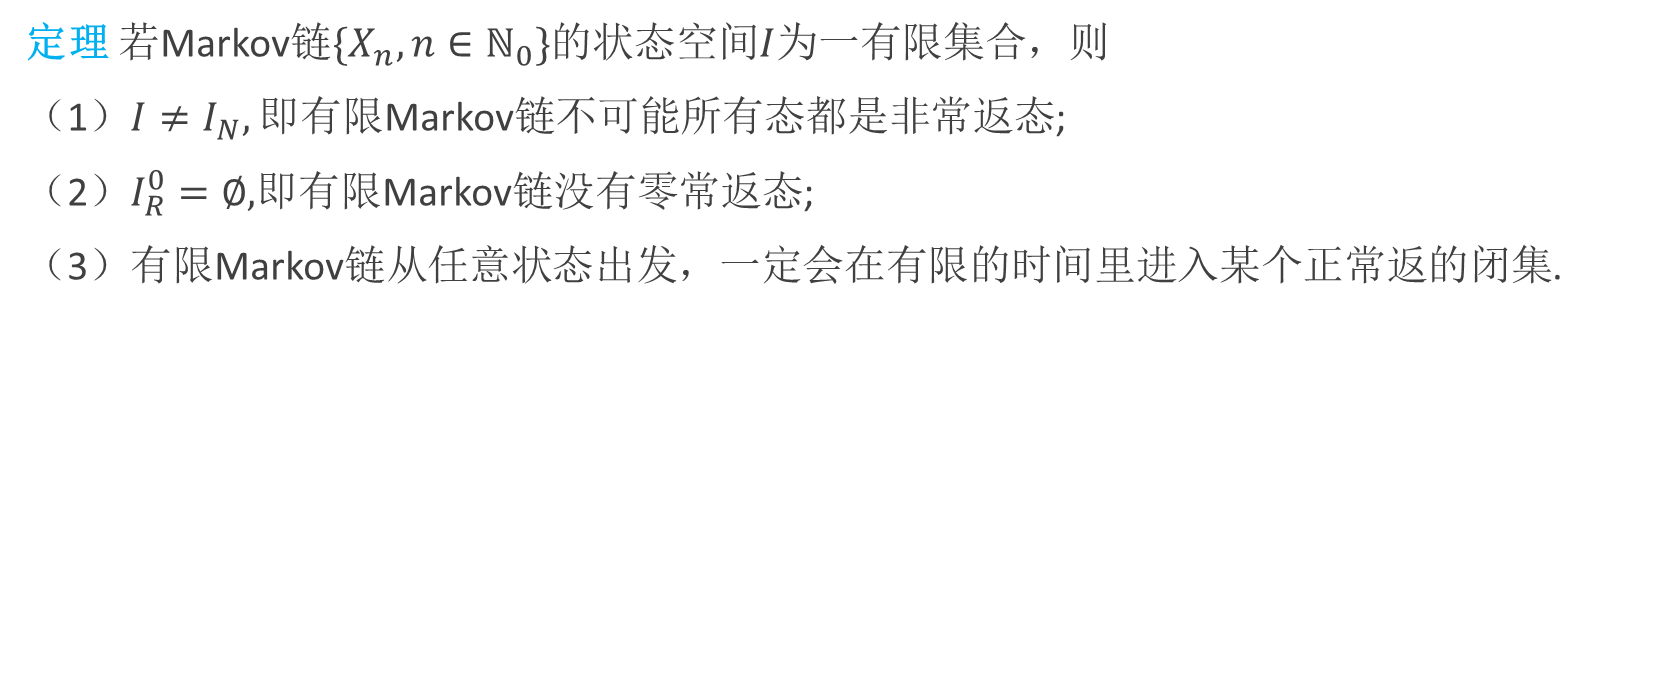 定理 若Markov链{Xₙ, n ∈ ℕ₀}的状态空间I为一有限集合，则
（1）I ≠ I_N, 即有限Markov链不可能所有态都是非常返态;
（2）I_R^0 = ∅,即有限Markov链没有零常返态;
（3）有限Markov链从任意状态出发，一定会在有限的时间里进入某个正常返的闭集.